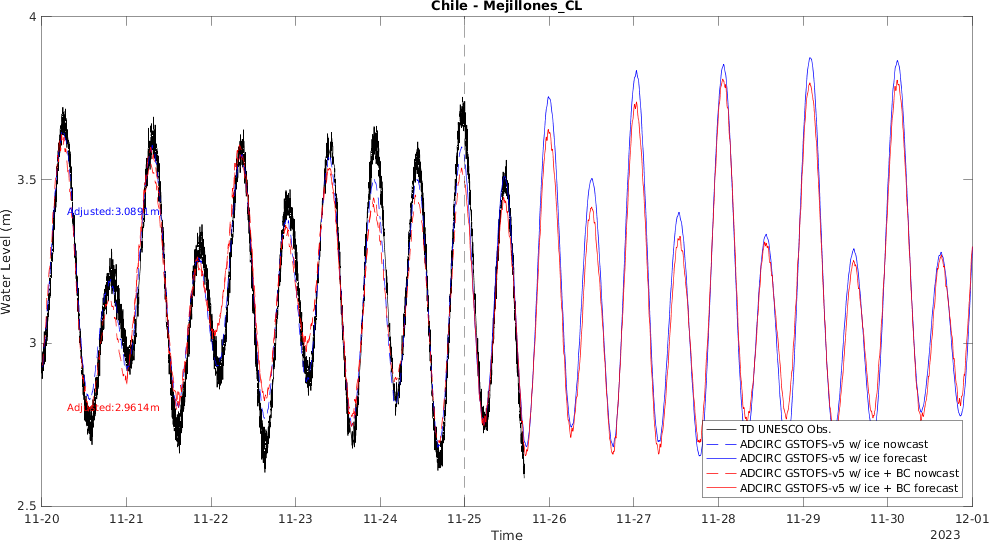 Chile - Mejillones_CL
4
3.5
3
2.5
Water Level (m)
Adjusted:3.0891m
Adjusted:2.9614m
TD UNESCO Obs.
ADCIRC GSTOFS-v5 w/ ice nowcast
ADCIRC GSTOFS-v5 w/ ice forecast
ADCIRC GSTOFS-v5 w/ ice + BC nowcast
ADCIRC GSTOFS-v5 w/ ice + BC forecast
11-20 11-21 11-22 11-23 11-24 11-25 11-26 11-27 11-28 11-29 11-30 12-01
Time
2023